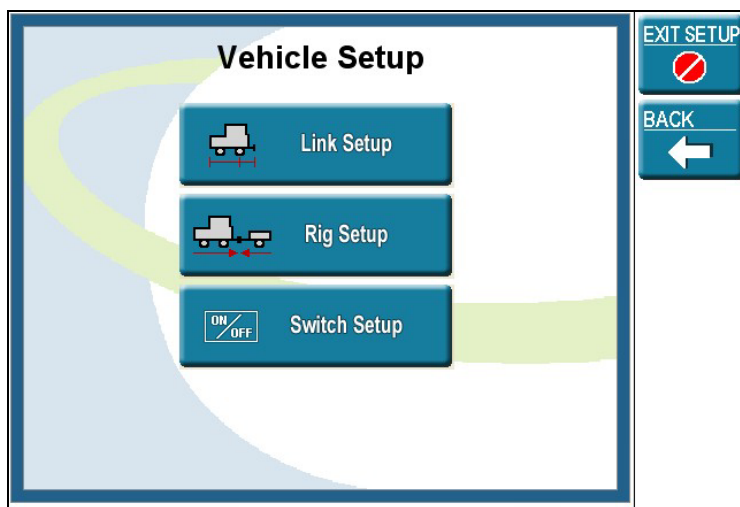 Vehicle Setup
Link Setup
Rig Setup
ON/OFF
Switch Setup
EXIT SETUP
BACK